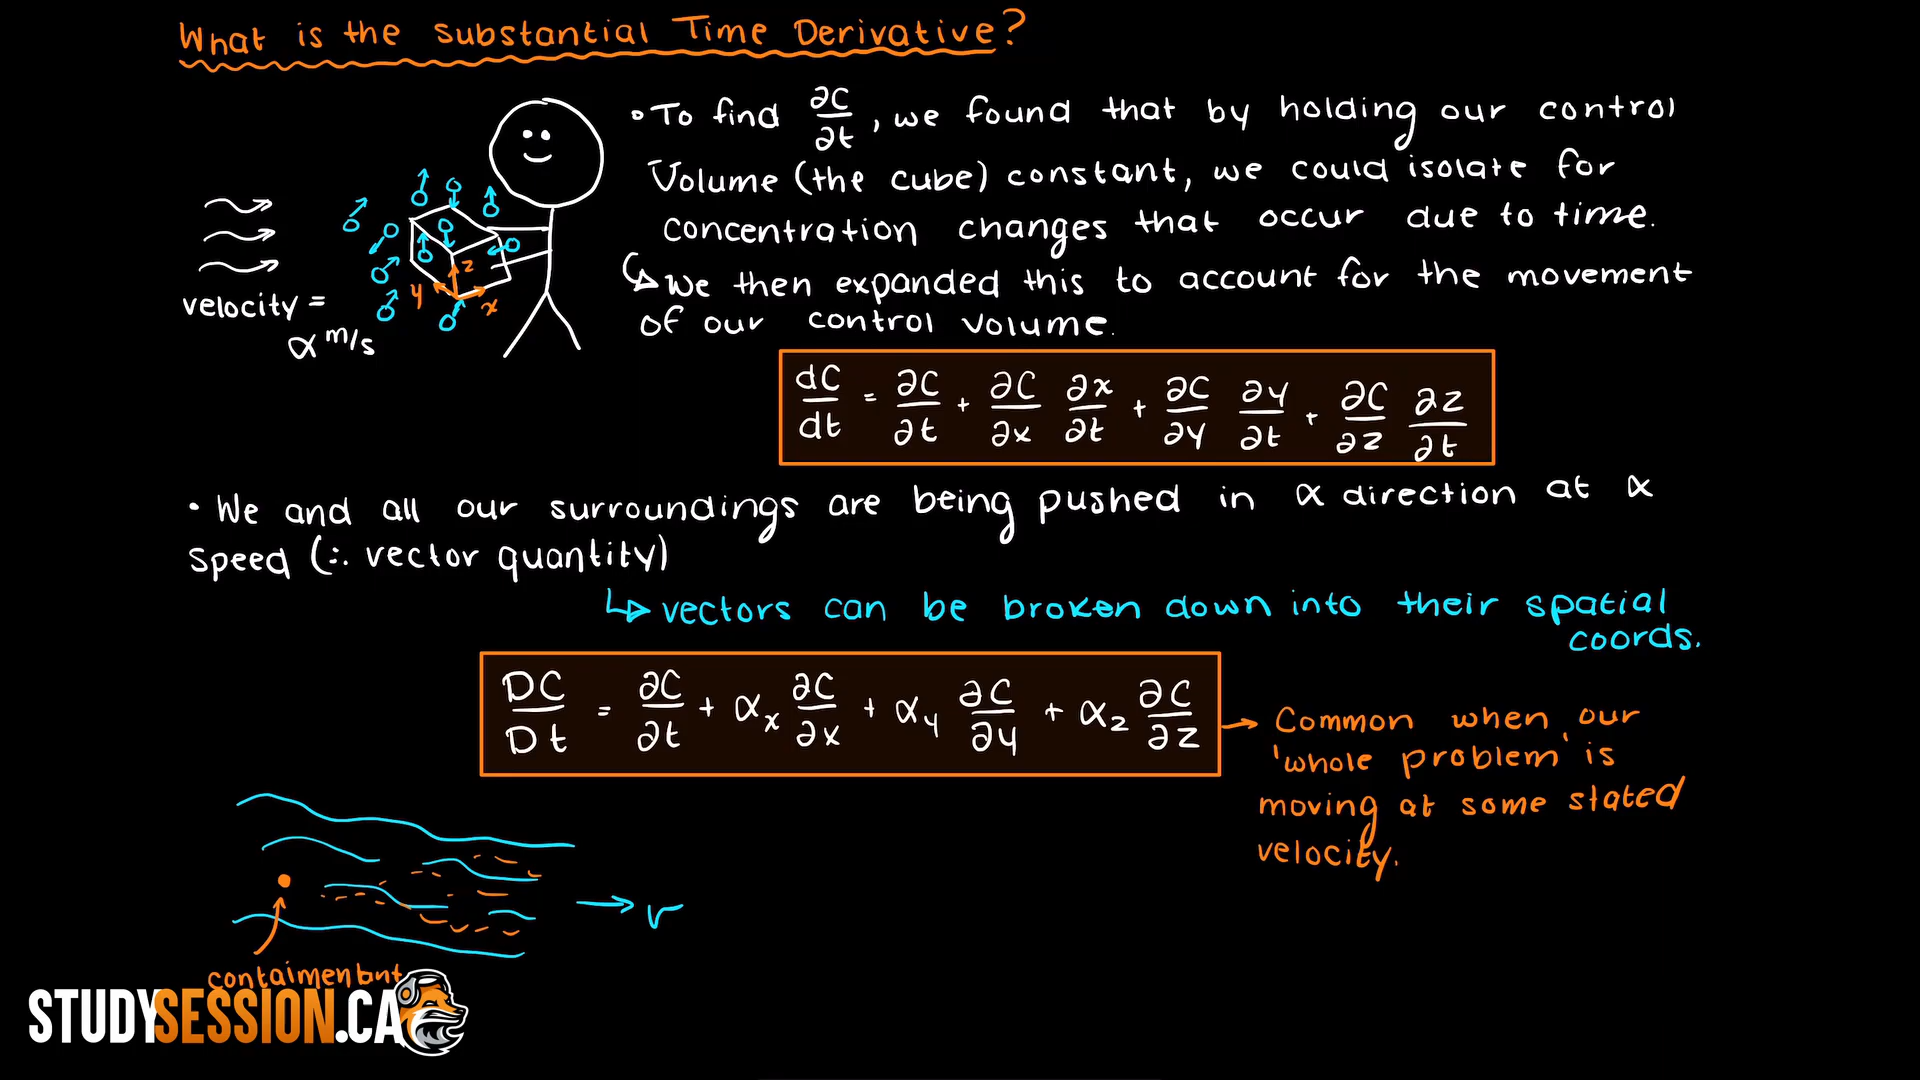 What is the substantial Time Derivative?
• To find ∂C/∂t, we found that by holding our control
Volume (the cube) constant, we could isolate for
concentration changes that occur due to time.
↳ we then expanded this to account for the movement
of our control volume.
velocity =
α m/s
z
y
x
dC/dt = ∂C/∂t + ∂C/∂x ∂x/∂t + ∂C/∂y ∂y/∂t + ∂C/∂z ∂z/∂t
• We and all our surroundings are being pushed in α direction at α
speed (∴ vector quantity)
↳ vectors can be broken down into their spatial
coords.
DC/Dt = ∂C/∂t + αx ∂C/∂x + αy ∂C/∂y + αz ∂C/∂z
→ Common when our
'whole problem' is
moving at some stated
velocity.
→ v
STUDYSESSION.CA